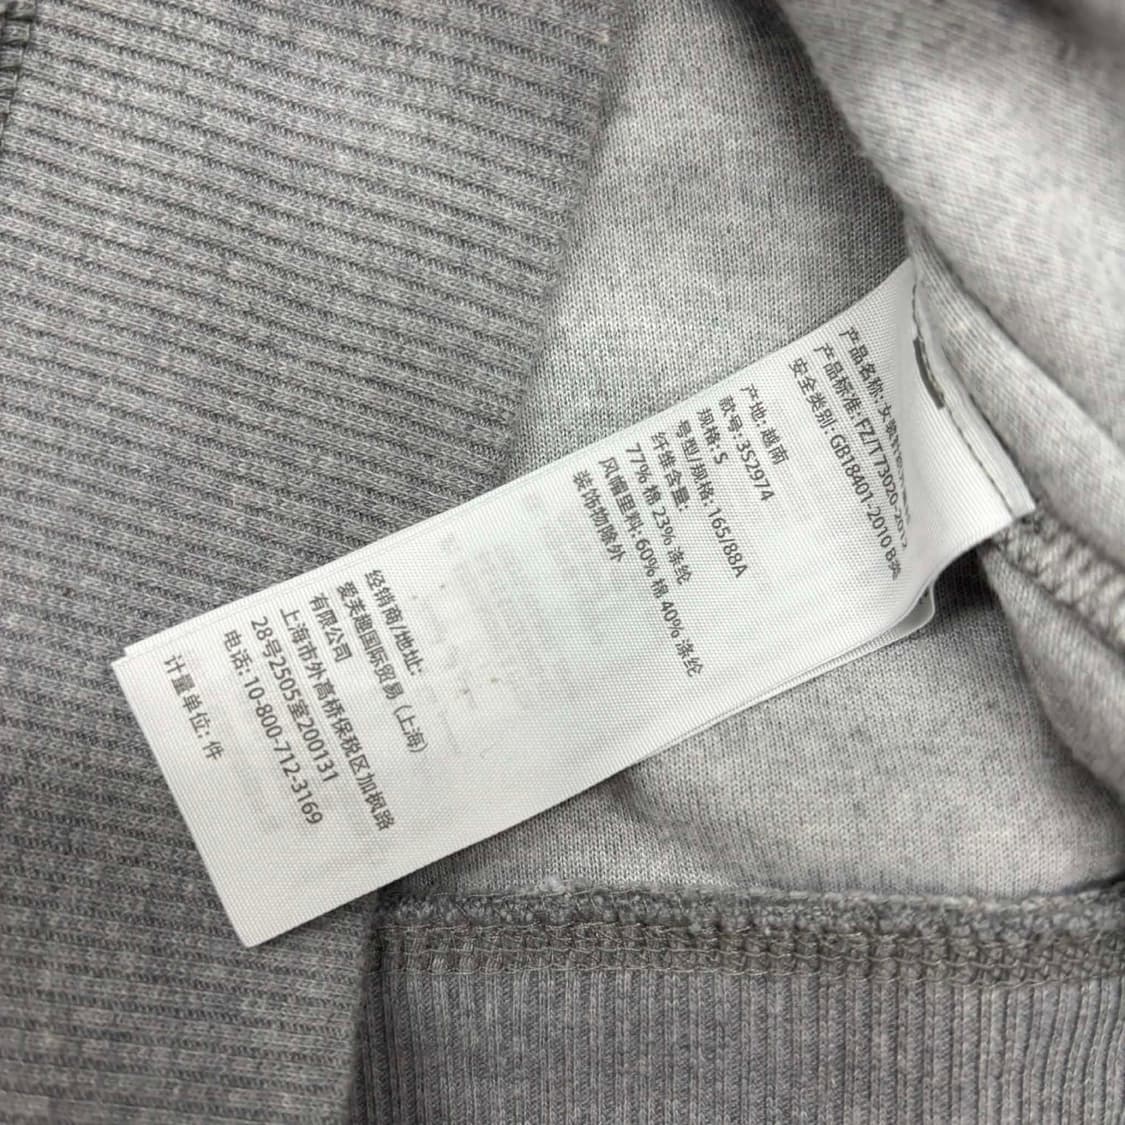 产品名称: 女
产品标准: FZ/T 73020-2019
安全类别: GB18401-2010 B类
产地: 越南
款号: 3S2974
规格: S
号型/规格: 165/88A
纤维含量:
77% 棉 23% 涤纶
风帽里料: 60% 棉 40% 涤纶
装饰物除外
经销商/地址:
爱芙趣国际贸易 (上海)
有限公司
上海市外高桥保税区加枫路
28号2505室200131
电话: 10-800-712-3169
计量单位: 件